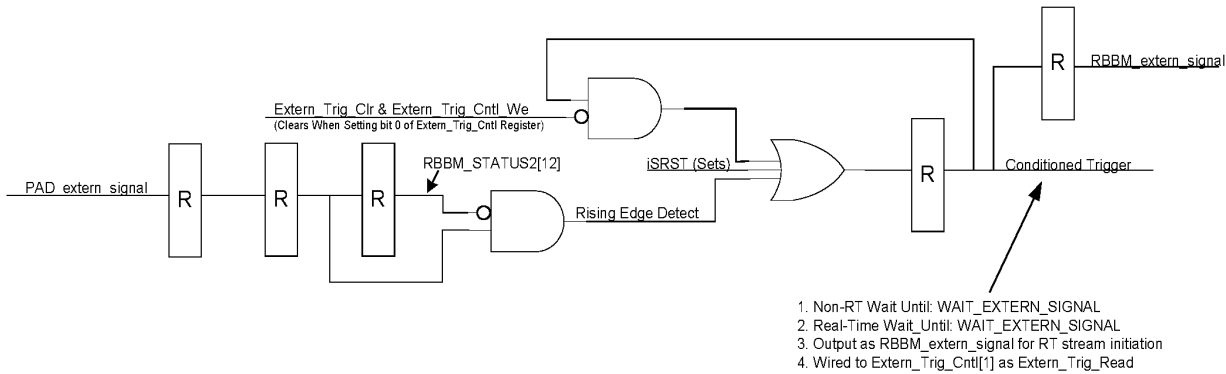 R
RBBM_extern_signal
Extern_Trig_Clr & Extern_Trig_Cntl_We
(Clears When Setting bit 0 of Extern_Trig_Cntl Register)
RBBM_STATUS2[12]
iSRST (Sets)
R
Conditioned Trigger
PAD_extern_signal
R
R
R
Rising Edge Detect
1. Non-RT Wait Until: WAIT_EXTERN_SIGNAL
2. Real-Time Wait_Until: WAIT_EXTERN_SIGNAL
3. Output as RBBM_extern_signal for RT stream initiation
4. Wired to Extern_Trig_Cntl[1] as Extern_Trig_Read